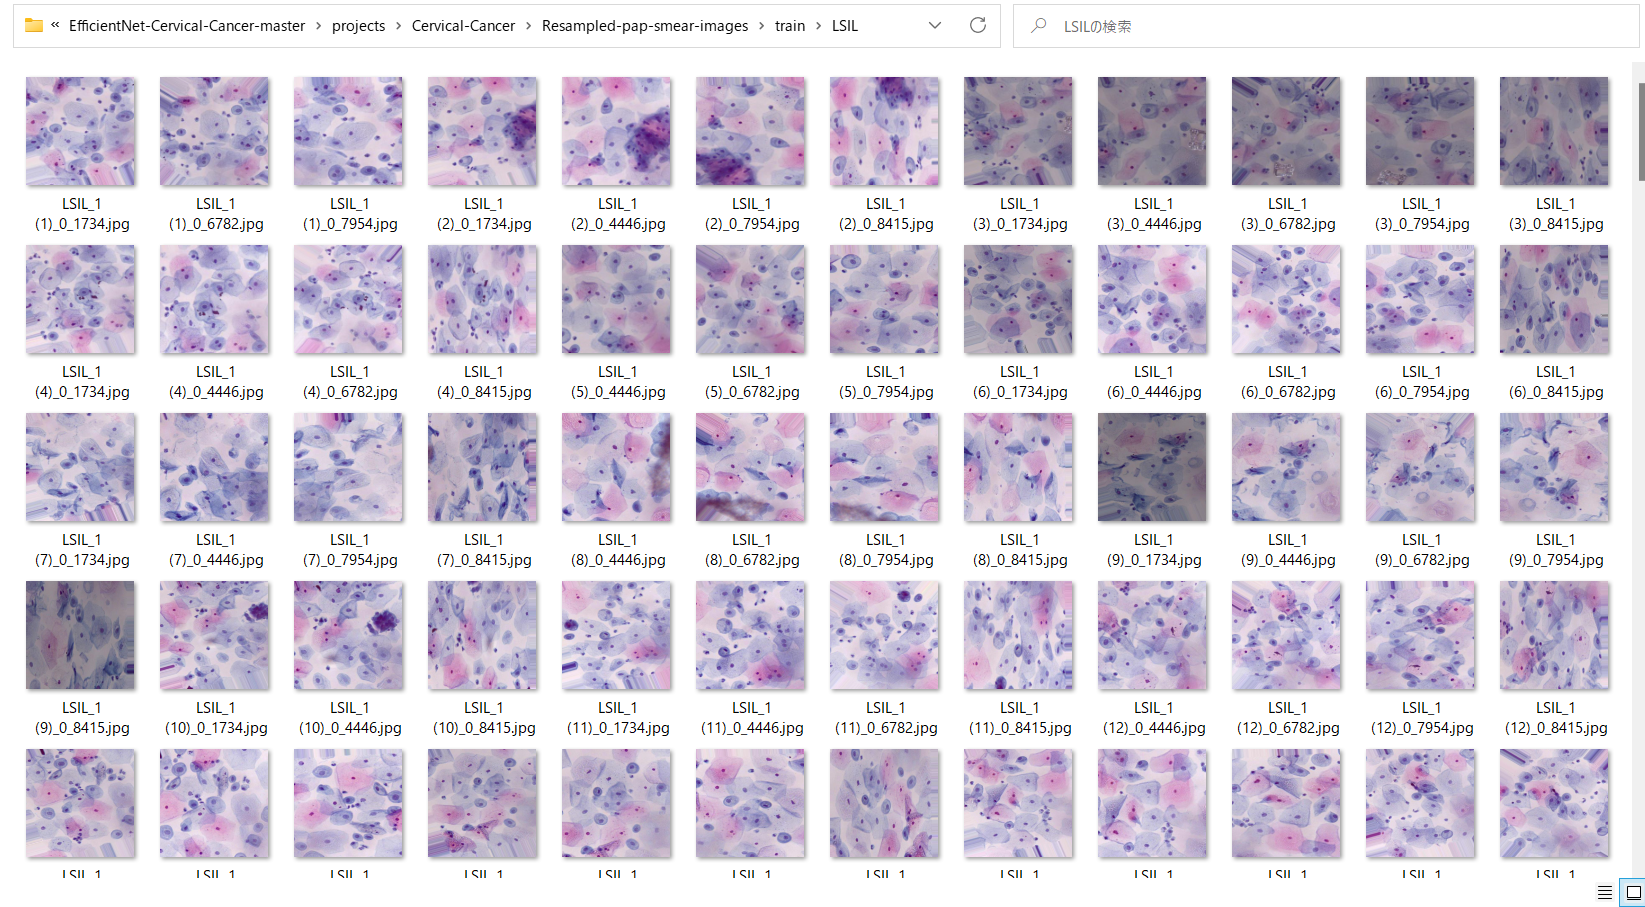 « EfficientNet-Cervical-Cancer-master › projects › Cervical-Cancer › Resampled-pap-smear-images › train › LSIL
LSILの検索
LSIL_1 LSIL_1 LSIL_1 LSIL_1 LSIL_1 LSIL_1 LSIL_1 LSIL_1 LSIL_1 LSIL_1 LSIL_1 LSIL_1
(1)_0_1734.jpg (1)_0_6782.jpg (1)_0_7954.jpg (2)_0_1734.jpg (2)_0_4446.jpg (2)_0_7954.jpg (2)_0_8415.jpg (3)_0_1734.jpg (3)_0_4446.jpg (3)_0_6782.jpg (3)_0_7954.jpg (3)_0_8415.jpg
LSIL_1 LSIL_1 LSIL_1 LSIL_1 LSIL_1 LSIL_1 LSIL_1 LSIL_1 LSIL_1 LSIL_1 LSIL_1 LSIL_1
(4)_0_1734.jpg (4)_0_4446.jpg (4)_0_6782.jpg (4)_0_8415.jpg (5)_0_4446.jpg (5)_0_6782.jpg (5)_0_7954.jpg (6)_0_1734.jpg (6)_0_4446.jpg (6)_0_6782.jpg (6)_0_7954.jpg (6)_0_8415.jpg
LSIL_1 LSIL_1 LSIL_1 LSIL_1 LSIL_1 LSIL_1 LSIL_1 LSIL_1 LSIL_1 LSIL_1 LSIL_1 LSIL_1
(7)_0_1734.jpg (7)_0_4446.jpg (7)_0_7954.jpg (7)_0_8415.jpg (8)_0_4446.jpg (8)_0_6782.jpg (8)_0_7954.jpg (8)_0_8415.jpg (9)_0_1734.jpg (9)_0_4446.jpg (9)_0_6782.jpg (9)_0_7954.jpg
LSIL_1 LSIL_1 LSIL_1 LSIL_1 LSIL_1 LSIL_1 LSIL_1 LSIL_1 LSIL_1 LSIL_1 LSIL_1 LSIL_1
(9)_0_8415.jpg (10)_0_1734.jpg (10)_0_4446.jpg (10)_0_8415.jpg (11)_0_1734.jpg (11)_0_4446.jpg (11)_0_6782.jpg (11)_0_8415.jpg (12)_0_4446.jpg (12)_0_6782.jpg (12)_0_7954.jpg (12)_0_8415.jpg
LSIL_1 LSIL_1 LSIL_1 LSIL_1 LSIL_1 LSIL_1 LSIL_1 LSIL_1 LSIL_1 LSIL_1 LSIL_1 LSIL_1